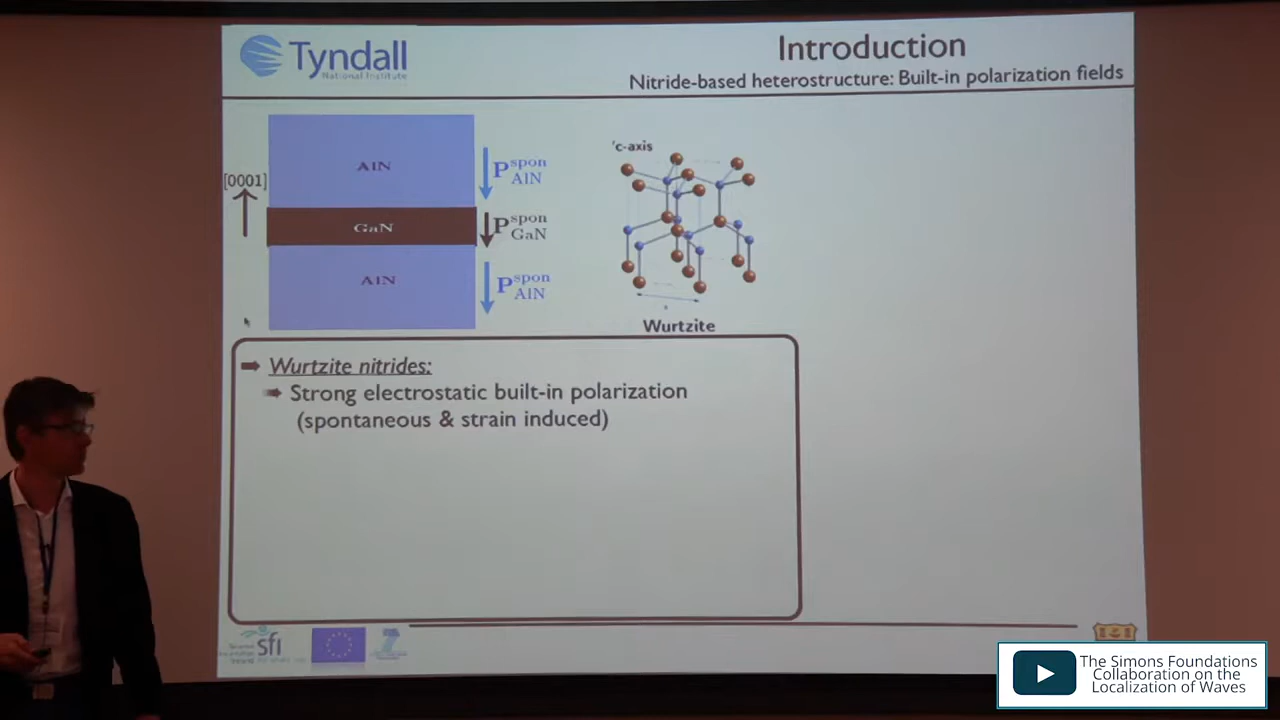 Tyndall
National Institute
Introduction
Nitride-based heterostructure: Built-in polarization fields
[0001]
AlN
GaN
AlN
P spon AlN
P spon GaN
P spon AlN
c-axis
Wurtzite
Wurtzite nitrides:
Strong electrostatic built-in polarization
(spontaneous & strain induced)
sfi
The Simons Foundations
Collaboration on the
Localization of Waves